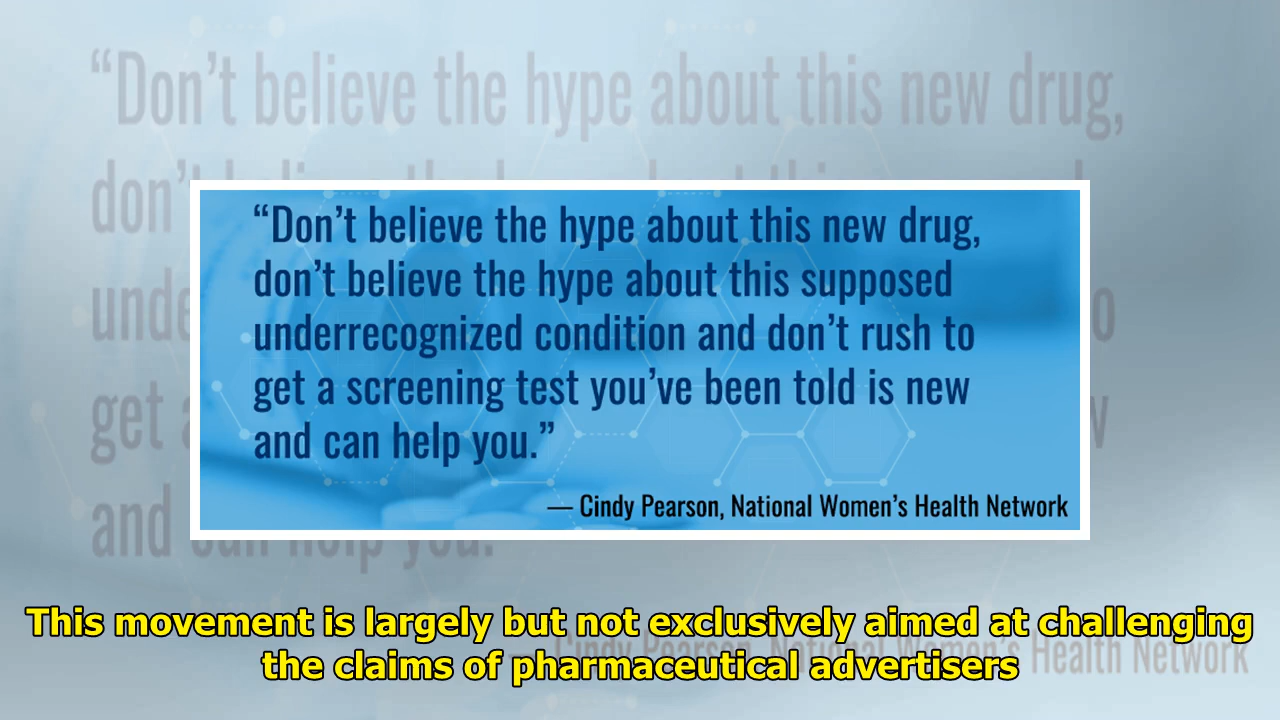 “Don’t believe the hype about this new drug,
don’t believe the hype about this supposed
underrecognized condition and don’t rush to
get a screening test you’ve been told is new
and can help you.”
— Cindy Pearson, National Women’s Health Network
This movement is largely but not exclusively aimed at challenging
the claims of pharmaceutical advertisers